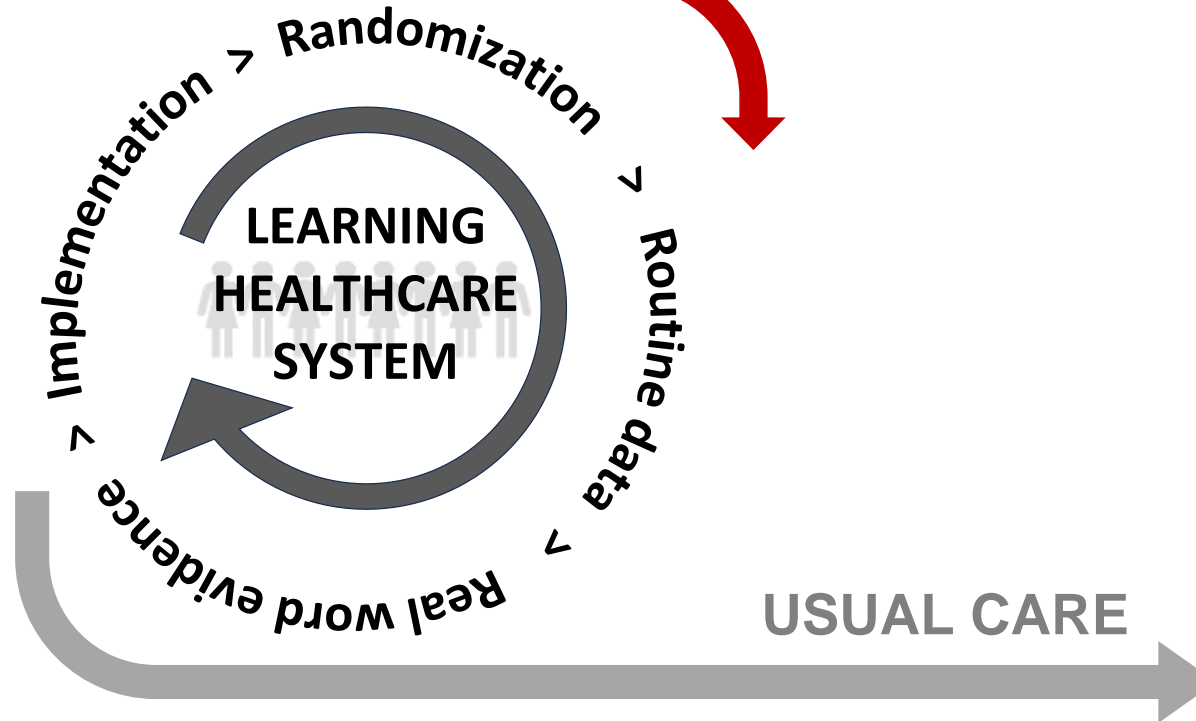 Randomization > Routine data > Real word evidence > Implementation >
LEARNING
HEALTHCARE
SYSTEM
USUAL CARE